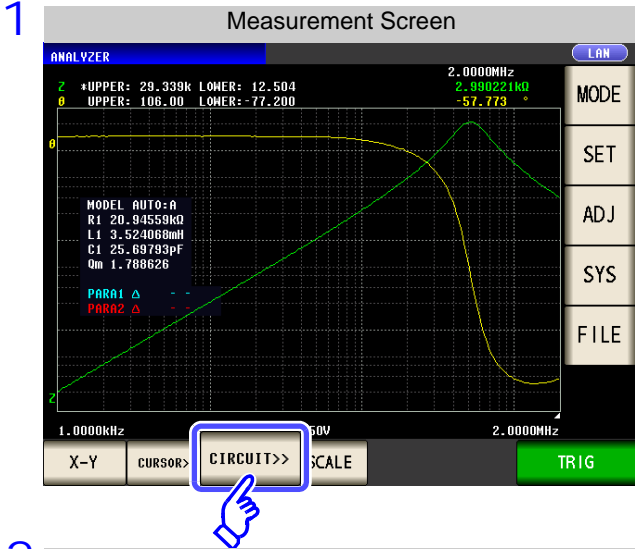 1
Measurement Screen
ANALYZER
LAN
2.0000MHz
Z *UPPER: 29.339k LOWER: 12.504 2.990221kΩ
θ UPPER: 106.00 LOWER:-77.200 -57.773 °
MODE
SET
ADJ
SYS
FILE
θ
MODEL AUTO:A
R1 20.94559kΩ
L1 3.524068mH
C1 25.69793pF
Qm 1.788626
PARA1 Δ - -
PARA2 Δ - -
Z
1.0000kHz 50V 2.0000MHz
X-Y CURSOR> CIRCUIT>> SCALE TRIG